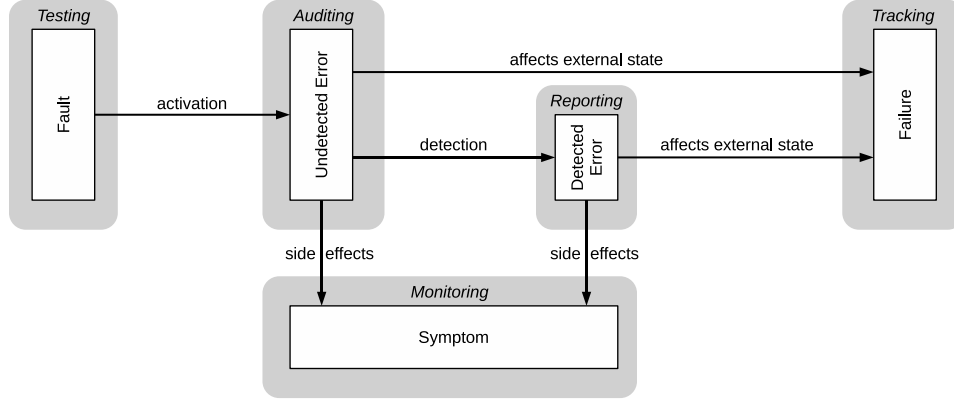 Testing
Auditing
Tracking
Fault
activation
Undetected Error
affects external state
Failure
Reporting
detection
Detected
Error
affects external state
side effects
side effects
Monitoring
Symptom